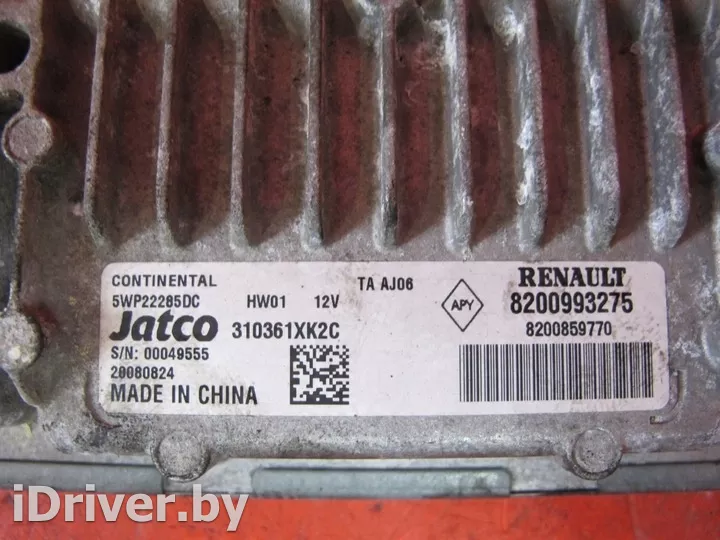 CONTINENTAL TA AJ06 RENAULT
5WP22285DC HW01 12V APY 8200993275
Jatco 310361XK2C 8200859770
S/N: 00049555
20080824
MADE IN CHINA
iDriver.by